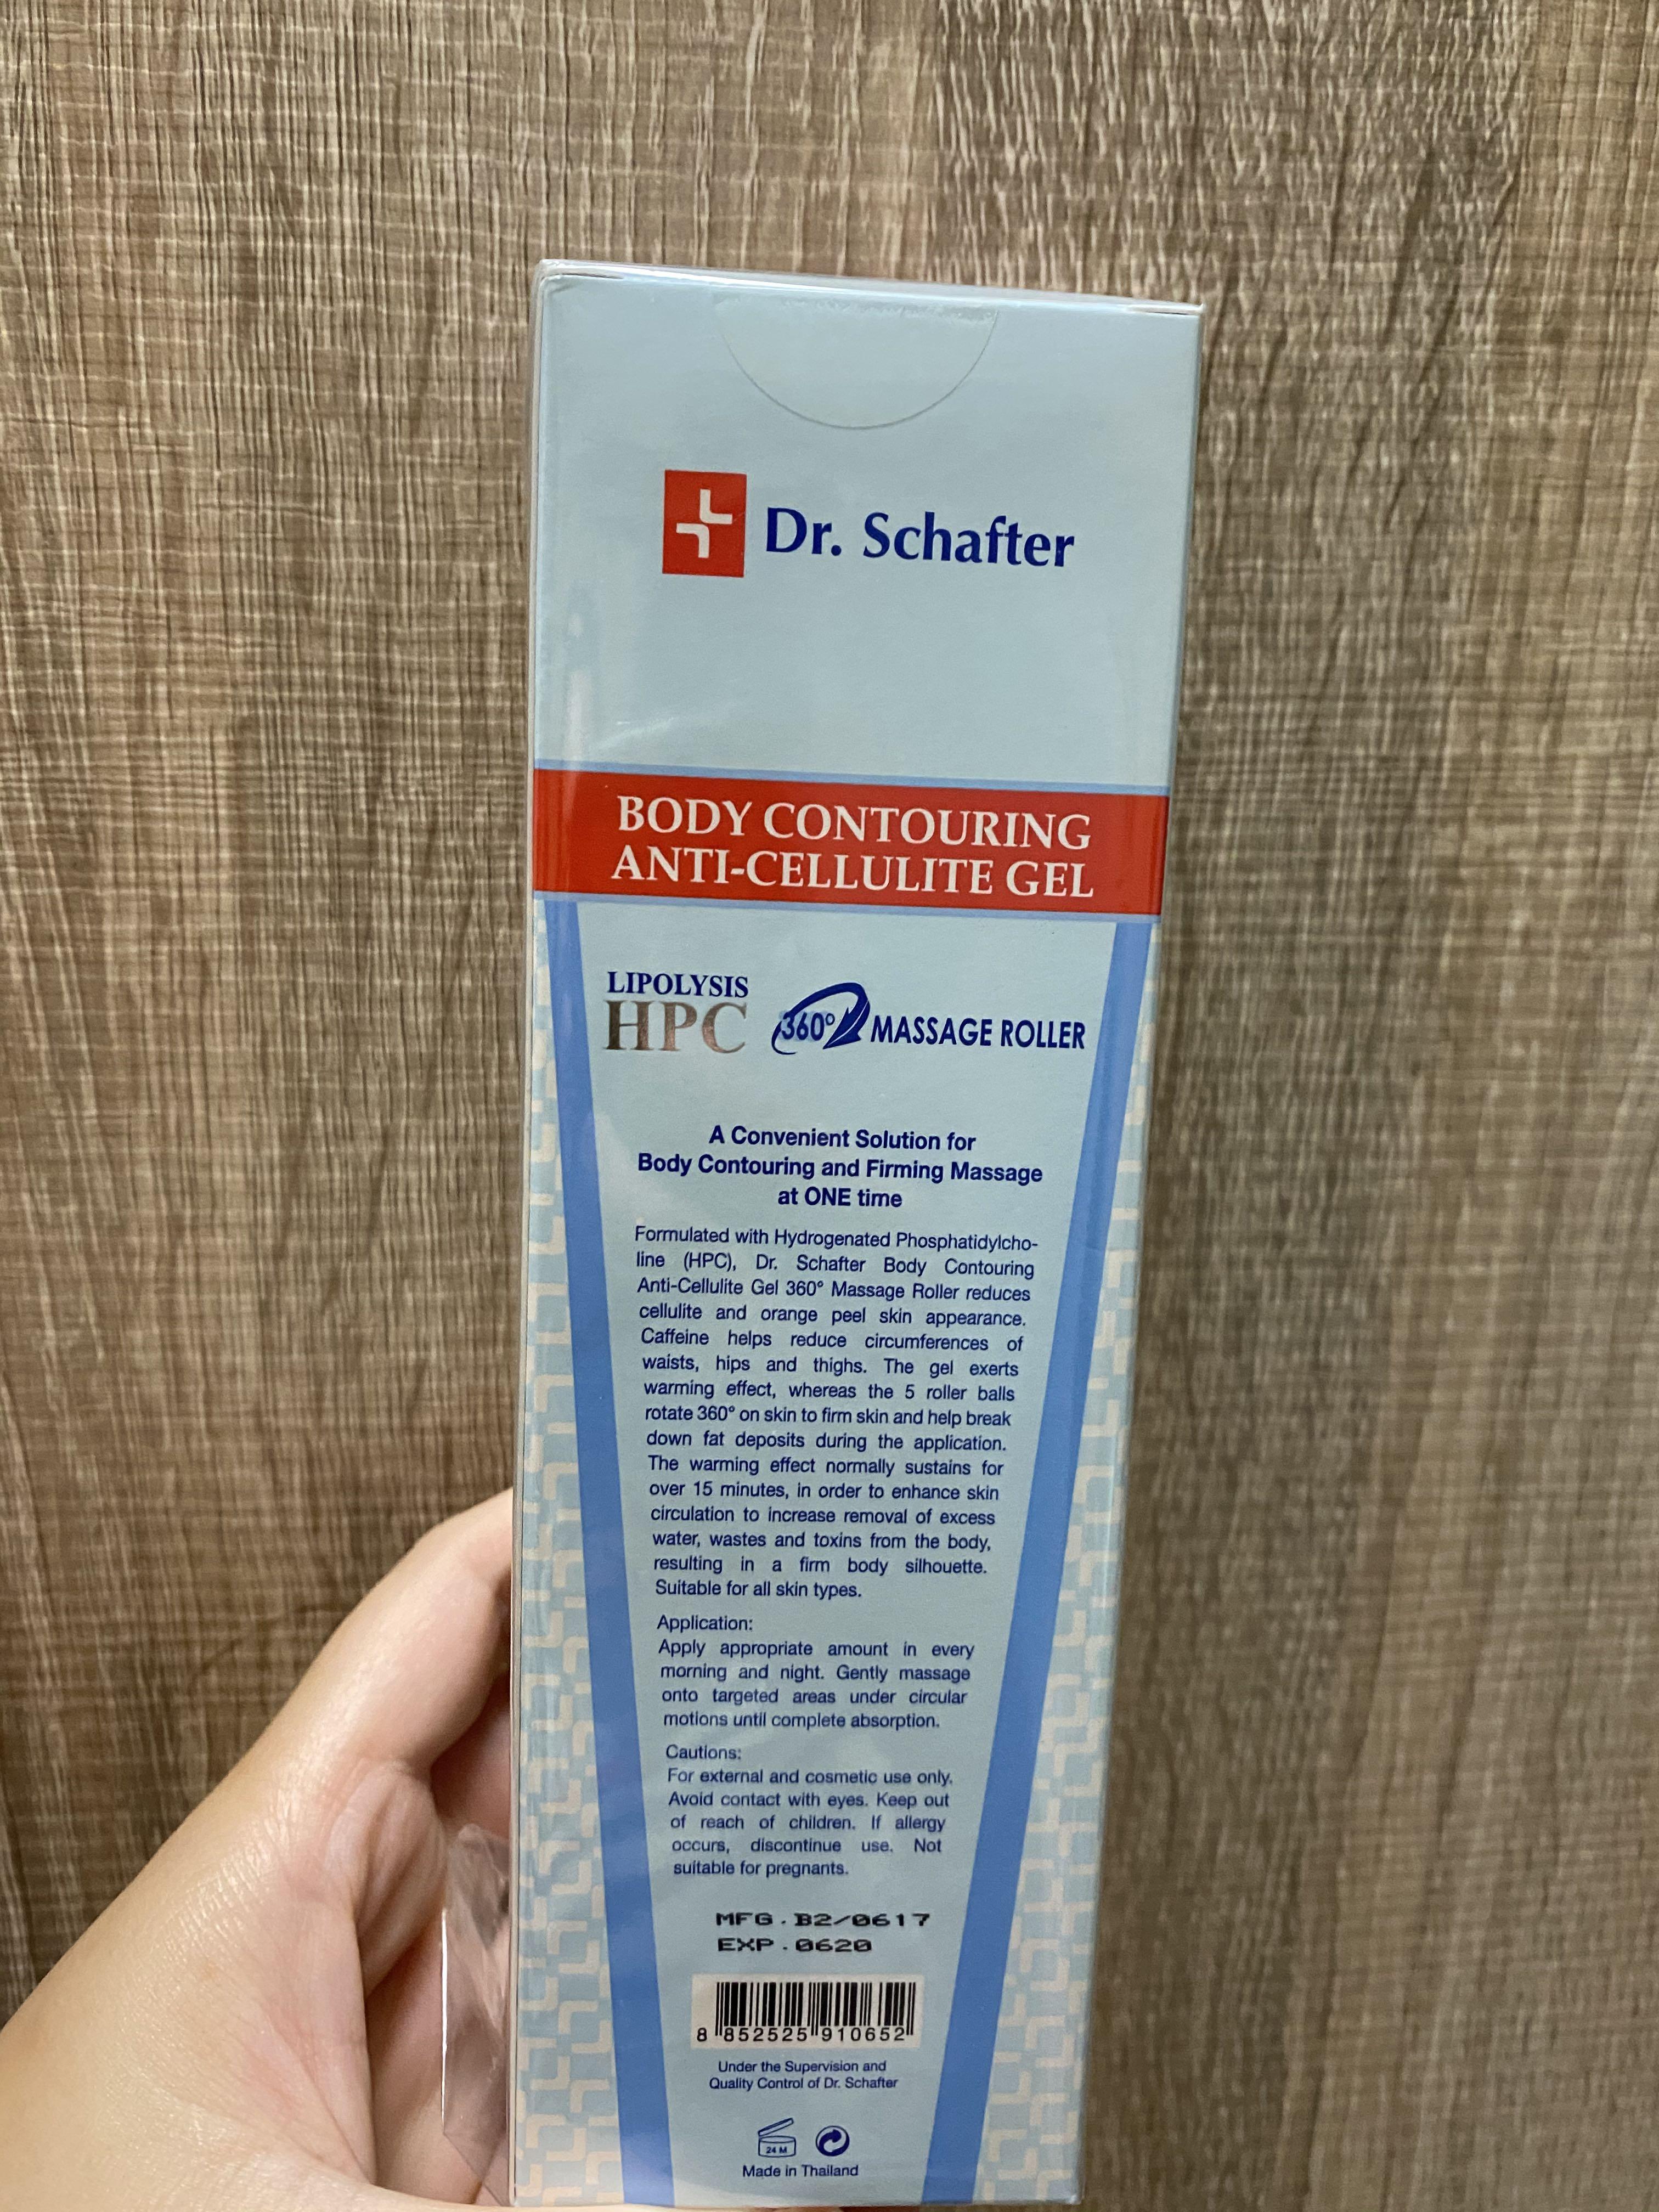 Dr. Schafter
BODY CONTOURING
ANTI-CELLULITE GEL
LIPOLYSIS
HPC
360° MASSAGE ROLLER
A Convenient Solution for
Body Contouring and Firming Massage
at ONE time
Formulated with Hydrogenated Phosphatidylcho-
line (HPC), Dr. Schafter Body Contouring
Anti-Cellulite Gel 360° Massage Roller reduces
cellulite and orange peel skin appearance.
Caffeine helps reduce circumferences of
waists, hips and thighs. The gel exerts
warming effect, whereas the 5 roller balls
rotate 360° on skin to firm skin and help break
down fat deposits during the application.
The warming effect normally sustains for
over 15 minutes, in order to enhance skin
circulation to increase removal of excess
water, wastes and toxins from the body,
resulting in a firm body silhouette.
Suitable for all skin types.
Application:
Apply appropriate amount in every
morning and night. Gently massage
onto targeted areas under circular
motions until complete absorption.
Cautions:
For external and cosmetic use only.
Avoid contact with eyes. Keep out
of reach of children. If allergy
occurs, discontinue use. Not
suitable for pregnants.
MFG. B2/0617
EXP. 0620
8 852525 910652
Under the Supervision and
Quality Control of Dr. Schafter
24 M
Made in Thailand